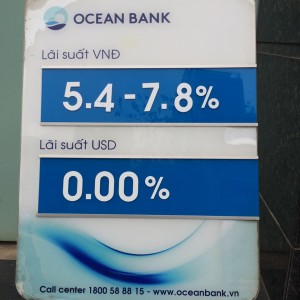 OCEAN BANK
Lãi suất VNĐ
5.4-7.8%
Lãi suất USD
0.00%
Call center 1800 58 88 15 - www.oceanbank.vn